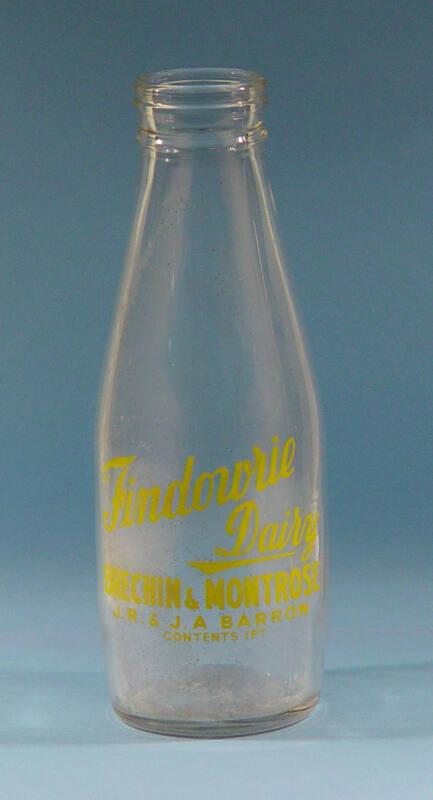 Findowrie
Dairy
BRECHIN & MONTROSE
J.R. & J.A BARRON
CONTENTS 1PT